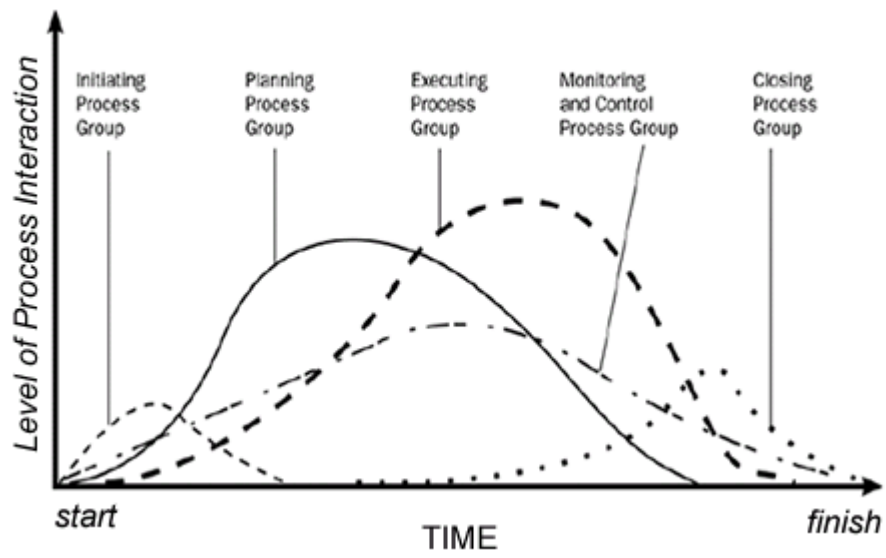 Initiating
Process
Group
Planning
Process
Group
Executing
Process
Group
Monitoring
and Control
Process Group
Closing
Process
Group
Level of Process Interaction
start
TIME
finish